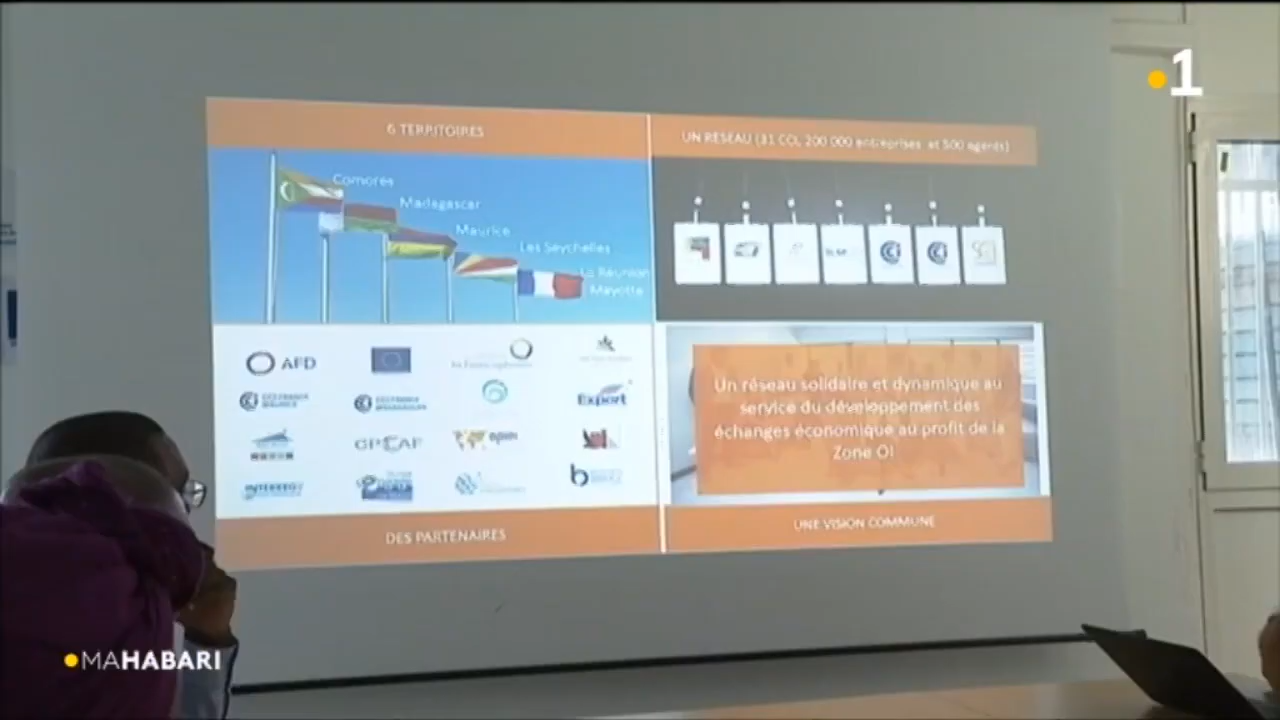 1
6 TERRITOIRES
UN RESEAU (31 CCI, 200 000 entreprises et 500 agents)
Comores
Madagascar
Maurice
Les Seychelles
La Réunion
Mayotte
AFD
Export
INTERREG
GPCAF
Un réseau solidaire et dynamique au
service du développement des
échanges économique au profit de la
Zone OI
DES PARTENAIRES
UNE VISION COMMUNE
MAHABARI